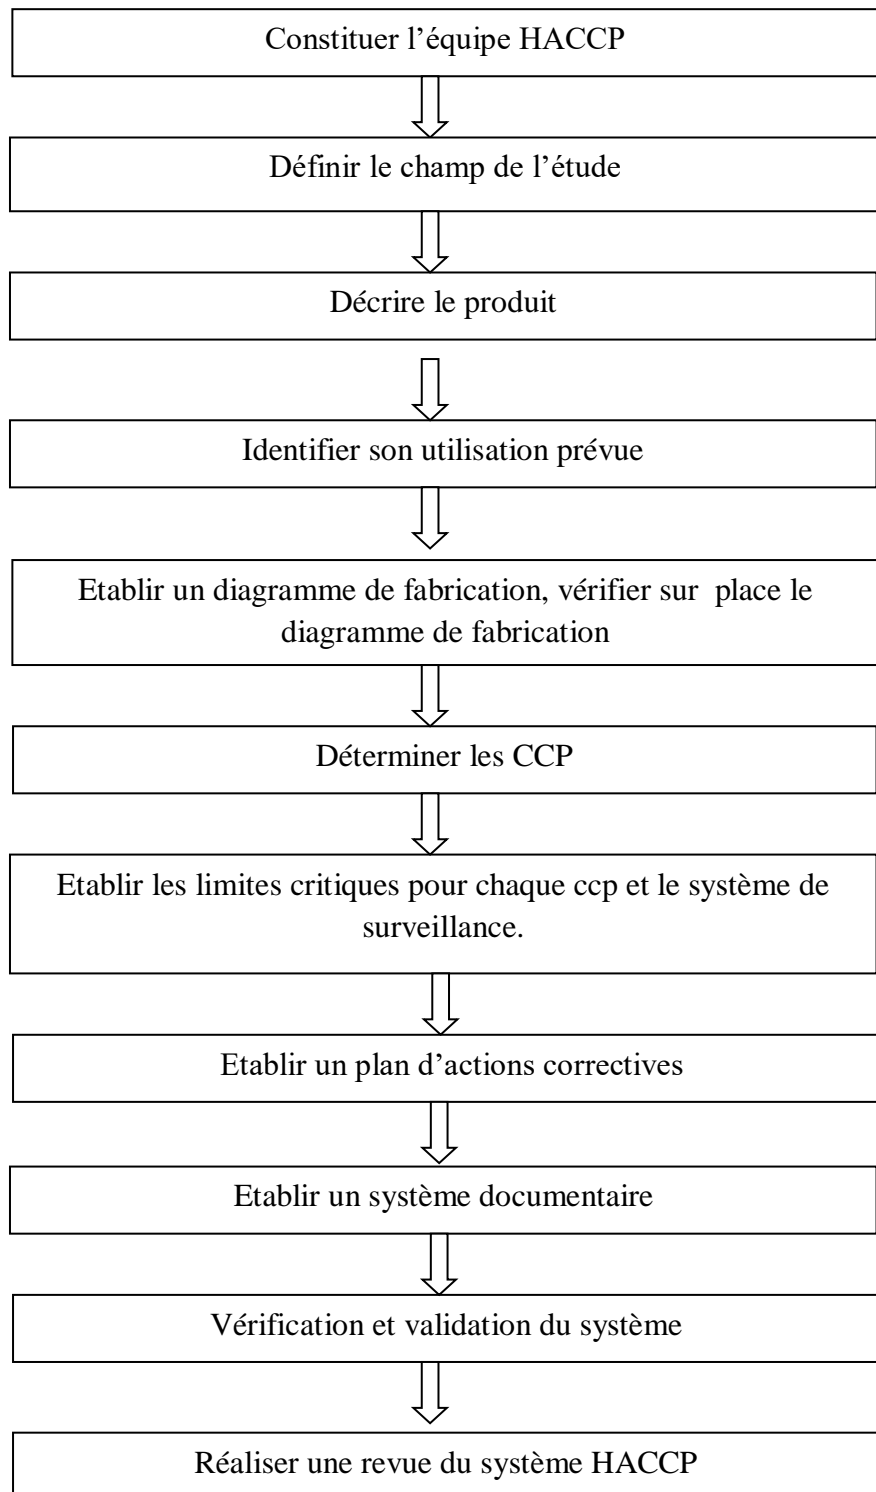 Constituer l’équipe HACCP
Définir le champ de l’étude
Décrire le produit
Identifier son utilisation prévue
Etablir un diagramme de fabrication, vérifier sur  place le
diagramme de fabrication
Déterminer les CCP
Etablir les limites critiques pour chaque ccp et le système de
surveillance.
Etablir un plan d’actions correctives
Etablir un système documentaire
Vérification et validation du système
Réaliser une revue du système HACCP